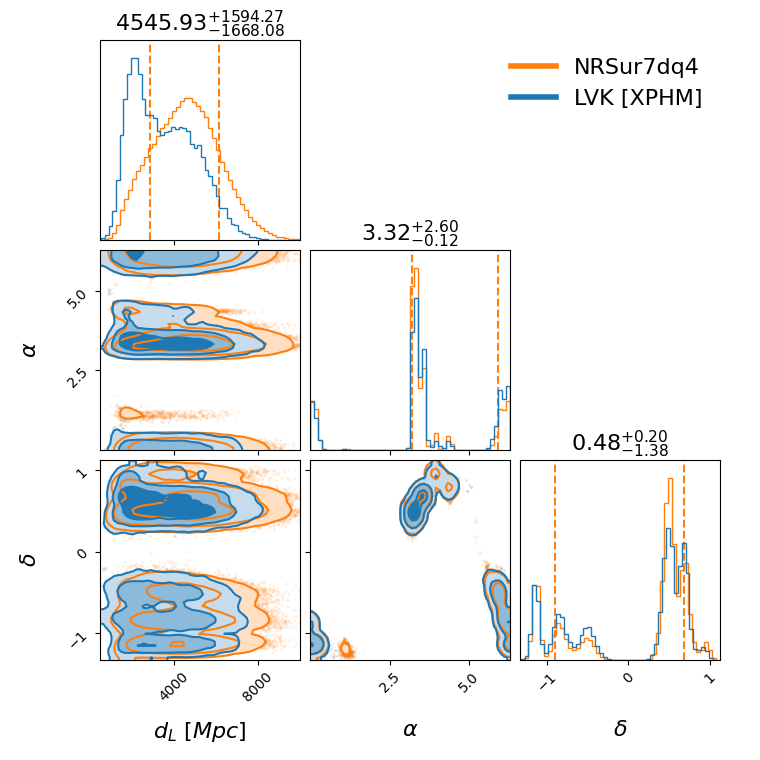 4545.93+1594.27−1668.08
NRSur7dq4
LVK [XPHM]
3.32+2.60−0.12
5.0
2.5
α
0.48+0.20−1.38
1
0
−1
δ
4000
8000
2.5
5.0
−1
0
1
d_L [Mpc]
α
δ